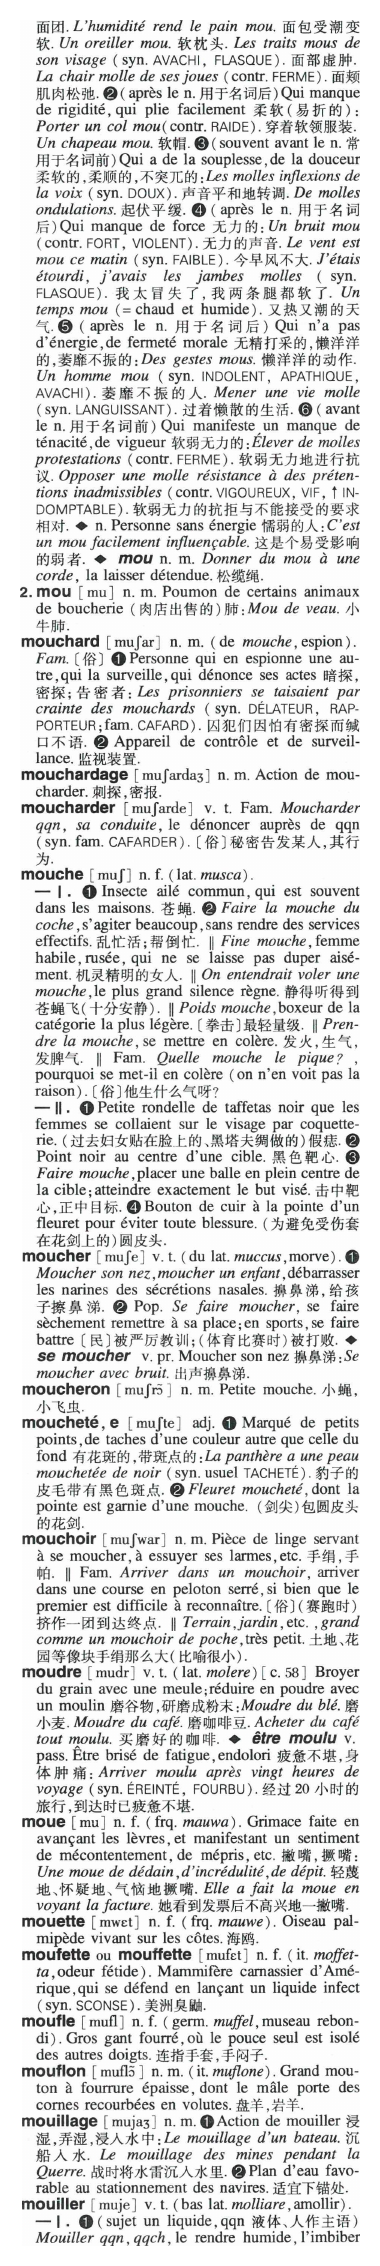 面团. L'humidité rend le pain mou. 面包受潮变
软. Un oreiller mou. 软枕头. Les traits mous de
son visage (syn. AVACHI, FLASQUE). 面部虚肿.
La chair molle de ses joues (contr. FERME). 面颊
肌肉松弛. ❷ (après le n. 用于名词后) Qui manque
de rigidité, qui plie facilement 柔软(易折的):
Porter un col mou (contr. RAIDE). 穿着软领服装.
Un chapeau mou. 软帽. ❸ (souvent avant le n. 常
用于名词前) Qui a de la souplesse, de la douceur
柔软的,柔顺的,不突兀的: Les molles inflexions de
la voix (syn. DOUX). 声音平和地转调. De molles
ondulations. 起伏平缓. ❹ (après le n. 用于名词
后) Qui manque de force 无力的: Un bruit mou
(contr. FORT, VIOLENT). 无力的声音. Le vent est
mou ce matin (syn. FAIBLE). 今早风不大. J'étais
étourdi, j'avais les jambes molles (syn.
FLASQUE). 我太冒失了,我两条腿都软了. Un
temps mou (= chaud et humide). 又热又潮的天
气. ❺ (après le n. 用于名词后) Qui n'a pas
d'énergie, de fermeté morale 无精打采的,懒洋洋
的,萎靡不振的: Des gestes mous. 懒洋洋的动作.
Un homme mou (syn. INDOLENT, APATHIQUE,
AVACHI). 萎靡不振的人. Mener une vie molle
(syn. LANGUISSANT). 过着懒散的生活. ❻ (avant
le n. 用于名词前) Qui manifeste un manque de
ténacité, de vigueur 软弱无力的: Élever de molles
protestations (contr. FERME). 软弱无力地进行抗
议. Opposer une molle résistance à des préten-
tions inadmissibles (contr. VIGOUREUX, VIF, ↑ IN-
DOMPTABLE). 软弱无力的抗拒与不能接受的要求
相对. ◆ n. Personne sans énergie 懦弱的人: C'est
un mou facilement influençable. 这是个易受影响
的弱者. ◆ mou n. m. Donner du mou à une
corde, la laisser détendue. 松缆绳.
2. mou [mu] n. m. Poumon de certains animaux
de boucherie (肉店出售的)肺: Mou de veau. 小
牛肺.
mouchard [muʃar] n. m. (de mouche, espion).
Fam. [俗] ❶ Personne qui en espionne une au-
tre, qui la surveille, qui dénonce ses actes 暗探,
密探;告密者: Les prisonniers se taisaient par
crainte des mouchards (syn. DÉLATEUR, RAP-
PORTEUR; fam. CAFARD). 囚犯们因怕有密探而缄
口不语. ❷ Appareil de contrôle et de surveil-
lance. 监视装置.
mouchardage [muʃardaʒ] n. m. Action de mou-
charder. 刺探,密报.
moucharder [muʃarde] v. t. Fam. Moucharder
qqn, sa conduite, le dénoncer auprès de qqn
(syn. fam. CAFARDER). [俗]秘密告发某人,其行
为.
mouche [muʃ] n. f. (lat. musca).
— I. ❶ Insecte ailé commun, qui est souvent
dans les maisons. 苍蝇. ❷ Faire la mouche du
coche, s'agiter beaucoup, sans rendre des services
effectifs. 乱忙活;帮倒忙. ‖ Fine mouche, femme
habile, rusée, qui ne se laisse pas duper aisé-
ment. 机灵精明的女人. ‖ On entendrait voler une
mouche, le plus grand silence règne. 静得听得到
苍蝇飞(十分安静). ‖ Poids mouche, boxeur de la
catégorie la plus légère. [拳击]最轻量级. ‖ Pren-
dre la mouche, se mettre en colère. 发火,生气,
发脾气. ‖ Fam. Quelle mouche le pique? ,
pourquoi se met-il en colère (on n'en voit pas la
raison). [俗]他生什么气呀?
— II. ❶ Petite rondelle de taffetas noir que les
femmes se collaient sur le visage par coquette-
rie. (过去妇女贴在脸上的、黑塔夫绸做的)假痣. ❷
Point noir au centre d'une cible. 黑色靶心. ❸
Faire mouche, placer une balle en plein centre de
la cible; atteindre exactement le but visé. 击中靶
心,正中目标. ❹ Bouton de cuir à la pointe d'un
fleuret pour éviter toute blessure. (为避免受伤套
在花剑上的)圆皮头.
moucher [muʃe] v. t. (du lat. muccus, morve). ❶
Moucher son nez, moucher un enfant, débarrasser
les narines des sécrétions nasales. 擤鼻涕,给孩
子擦鼻涕. ❷ Pop. Se faire moucher, se faire
sèchement remettre à sa place; en sports, se faire
battre [民]被严厉教训;(体育比赛时)被打败. ◆
se moucher v. pr. Moucher son nez 擤鼻涕: Se
moucher avec bruit. 出声擤鼻涕.
moucheron [muʃrɔ̃] n. m. Petite mouche. 小蝇,
小飞虫.
moucheté, e [muʃte] adj. ❶ Marqué de petits
points, de taches d'une couleur autre que celle du
fond 有花斑的,带斑点的: La panthère a une peau
mouchetée de noir (syn. usuel TACHETÉ). 豹子的
皮毛带有黑色斑点. ❷ Fleuret moucheté, dont la
pointe est garnie d'une mouche. (剑尖)包圆皮头
的花剑.
mouchoir [muʃwar] n. m. Pièce de linge servant
à se moucher, à essuyer ses larmes, etc. 手绢,手
帕. ‖ Fam. Arriver dans un mouchoir, arriver
dans une course en peloton serré, si bien que le
premier est difficile à reconnaître. [俗](赛跑时)
挤作一团到达终点. ‖ Terrain, jardin, etc., grand
comme un mouchoir de poche, très petit. 土地、花
园等像块手绢那么大(比喻很小).
moudre [mudr] v. t. (lat. molere) [c. 58] Broyer
du grain avec une meule; réduire en poudre avec
un moulin 磨谷物,研磨成粉末: Moudre du blé. 磨
小麦. Moudre du café. 磨咖啡豆. Acheter du café
tout moulu. 买磨好的咖啡. ◆ être moulu v.
pass. Être brisé de fatigue, endolori 疲惫不堪,身
体肿痛: Arriver moulu après vingt heures de
voyage (syn. ÉREINTÉ, FOURBU). 经过 20 小时的
旅行,到达时已疲惫不堪.
moue [mu] n. f. (frq. mauwa). Grimace faite en
avançant les lèvres, et manifestant un sentiment
de mécontentement, de mépris, etc. 撇嘴,撅嘴:
Une moue de dédain, d'incrédulité, de dépit. 轻蔑
地、怀疑地、气恼地撅嘴. Elle a fait la moue en
voyant la facture. 她看到发票后不高兴地一撇嘴.
mouette [mwɛt] n. f. (frq. mauwe). Oiseau pal-
mipède vivant sur les côtes. 海鸥.
moufette ou mouffette [mufɛt] n. f. (it. moffet-
ta, odeur fétide). Mammifère carnassier d'Amé-
rique, qui se défend en lançant un liquide infect
(syn. SCONSE). 美洲臭鼬.
moufle [mufl] n. f. (germ. muffel, museau rebon-
di). Gros gant fourré, où le pouce seul est isolé
des autres doigts. 连指手套,手闷子.
mouflon [muflɔ̃] n. m. (it. muflone). Grand mou-
ton à fourrure épaisse, dont le mâle porte des
cornes recourbées en volutes. 盘羊,岩羊.
mouillage [mujaʒ] n. m. ❶ Action de mouiller 浸
湿,弄湿,浸入水中: Le mouillage d'un bateau. 沉
船入水. Le mouillage des mines pendant la
Querre. 战时将水雷沉入水里. ❷ Plan d'eau favo-
rable au stationnement des navires. 适宜下锚处.
mouiller [muje] v. t. (bas lat. molliare, amollir).
— I. ❶ (sujet un liquide, qqn 液体、人作主语)
Mouiller qqn, qqch, le rendre humide, l'imbiber